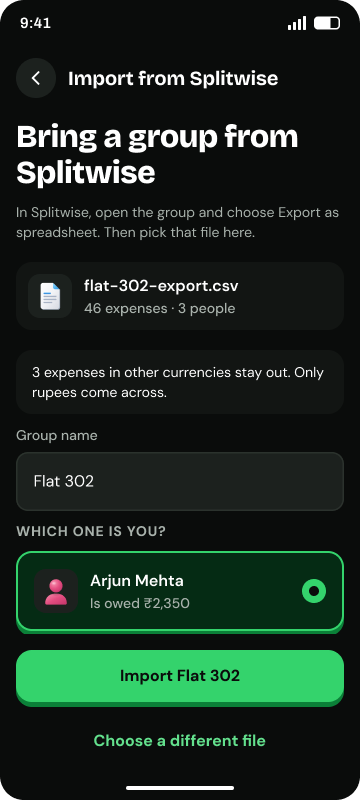 9:41
Import from Splitwise
Bring a group from
Splitwise
In Splitwise, open the group and choose Export as
spreadsheet. Then pick that file here.
flat-302-export.csv
46 expenses · 3 people
3 expenses in other currencies stay out. Only
rupees come across.
Group name
Flat 302
WHICH ONE IS YOU?
Arjun Mehta
Is owed ₹2,350
Import Flat 302
Choose a different file